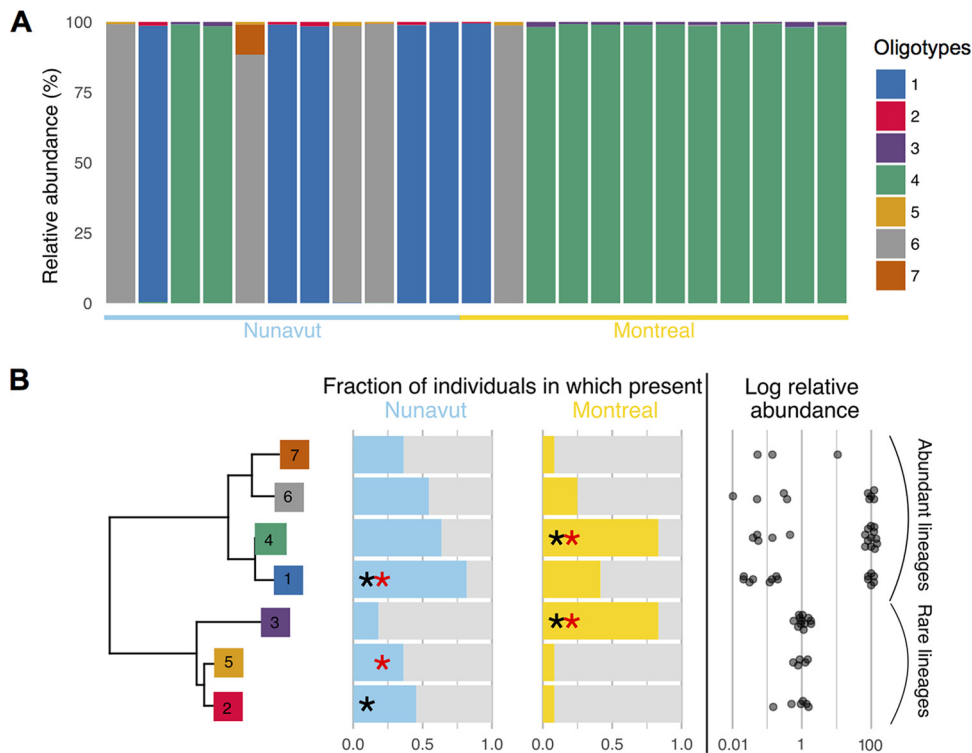 A
Relative abundance (%)
100
75
50
25
0
Nunavut
Montreal
Oligotypes
1
2
3
4
5
6
7
B
Fraction of individuals in which present
Nunavut
Montreal
Log relative
abundance
7
6
4
1
3
5
2
* *
*
*
* *
* *
Abundant lineages
Rare lineages
0.0 0.5 1.0
0.0 0.5 1.0
0.01 1 100